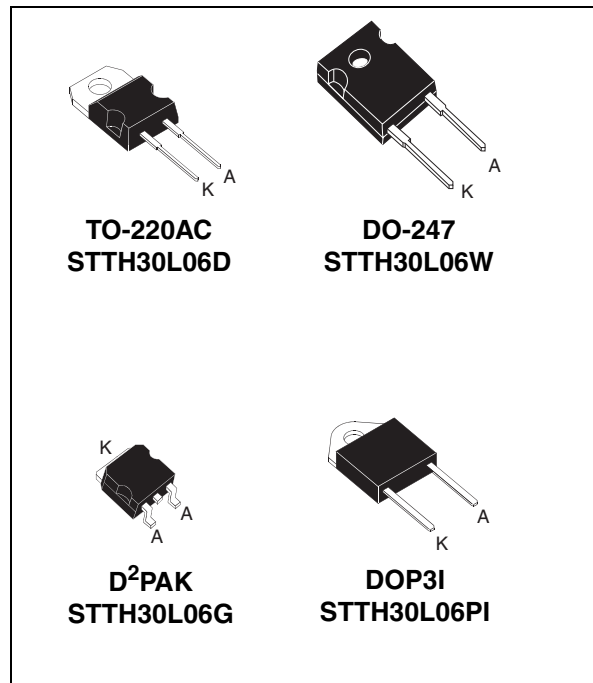 K
A
TO-220AC
STTH30L06D
A
K
DO-247
STTH30L06W
K
A
A
D²PAK
STTH30L06G
A
K
DOP3I
STTH30L06PI